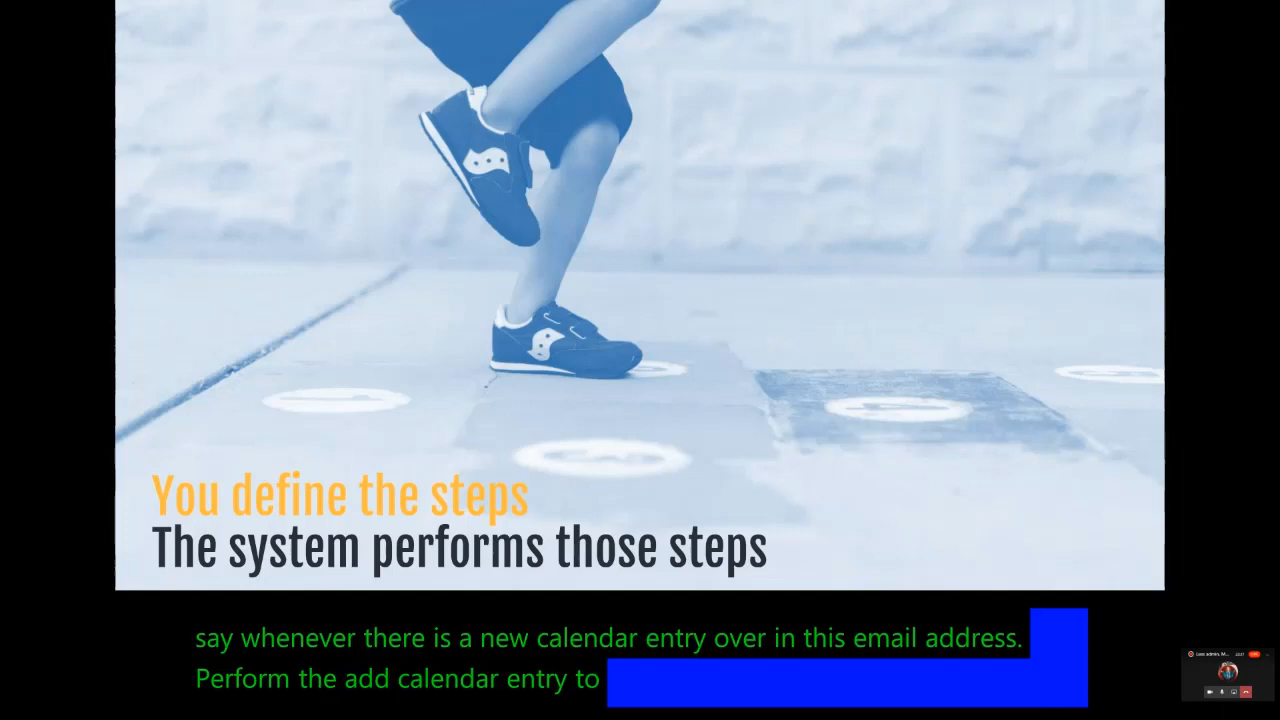 You define the steps
The system performs those steps
say whenever there is a new calendar entry over in this email address.
Perform the add calendar entry to